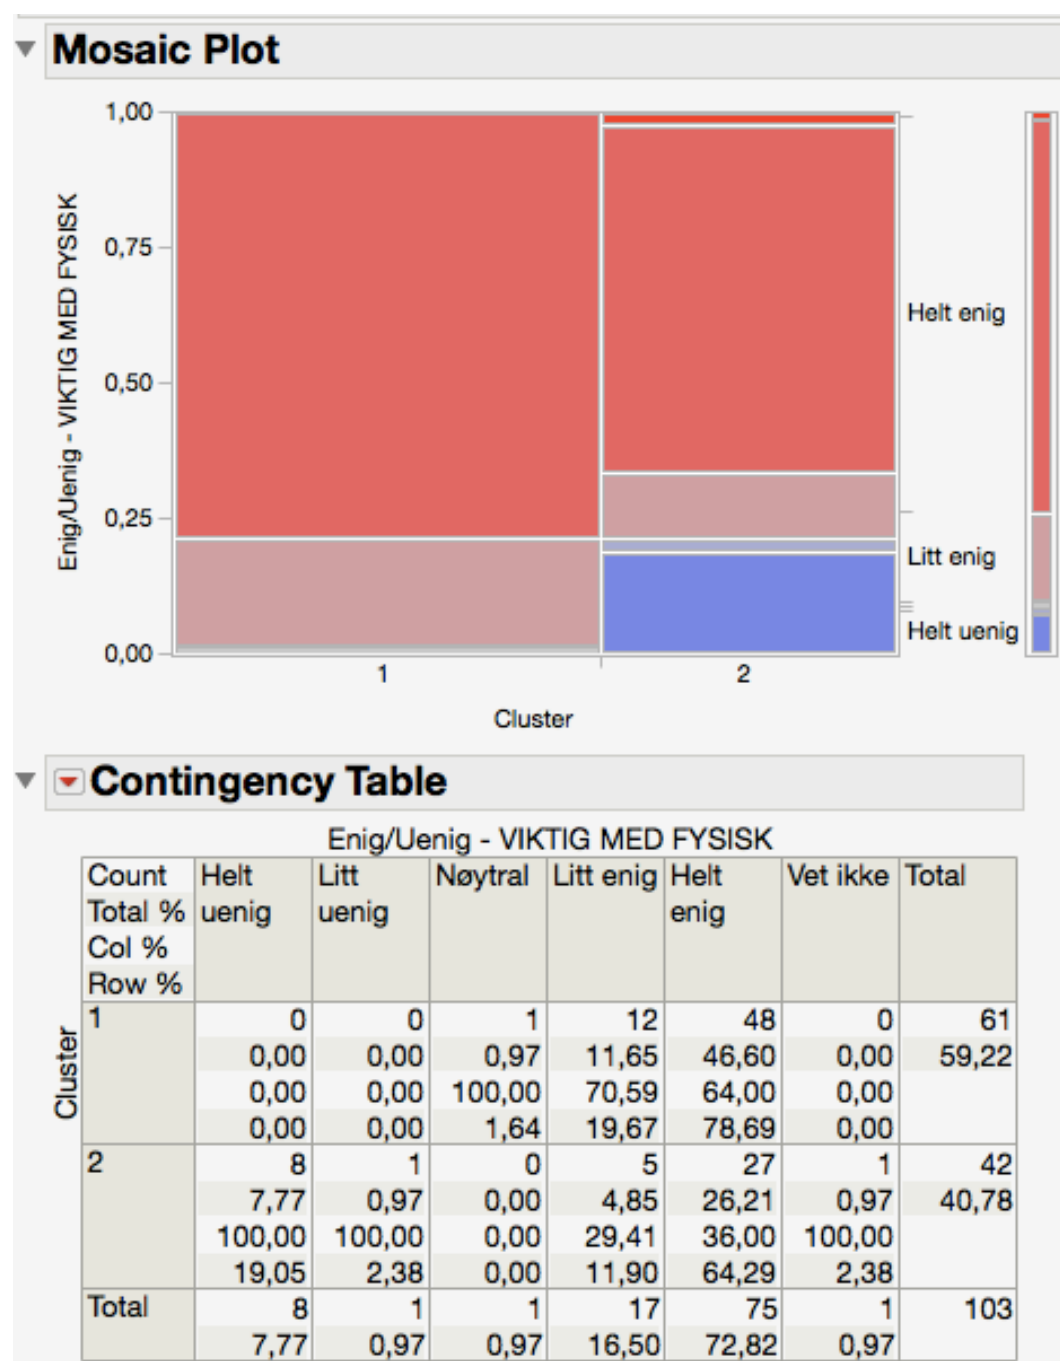 Mosaic Plot
1,00
0,75
0,50
0,25
0,00
Enig/Uenig - VIKTIG MED FYSISK
Helt enig
Litt enig
Helt uenig
1 2
Cluster
Contingency Table
Enig/Uenig - VIKTIG MED FYSISK
Count Helt Litt Nøytral Litt enig Helt Vet ikke Total
Total % uenig uenig enig
Col %
Row %
Cluster
1 0 0 1 12 48 0 61
0,00 0,00 0,97 11,65 46,60 0,00 59,22
0,00 0,00 100,00 70,59 64,00 0,00
0,00 0,00 1,64 19,67 78,69 0,00
2 8 1 0 5 27 1 42
7,77 0,97 0,00 4,85 26,21 0,97 40,78
100,00 100,00 0,00 29,41 36,00 100,00
19,05 2,38 0,00 11,90 64,29 2,38
Total 8 1 1 17 75 1 103
7,77 0,97 0,97 16,50 72,82 0,97